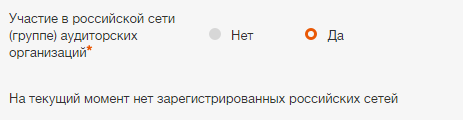 Участие в российской сети
(группе) аудиторских Нет Да
организаций*
На текущий момент нет зарегистрированных российских сетей